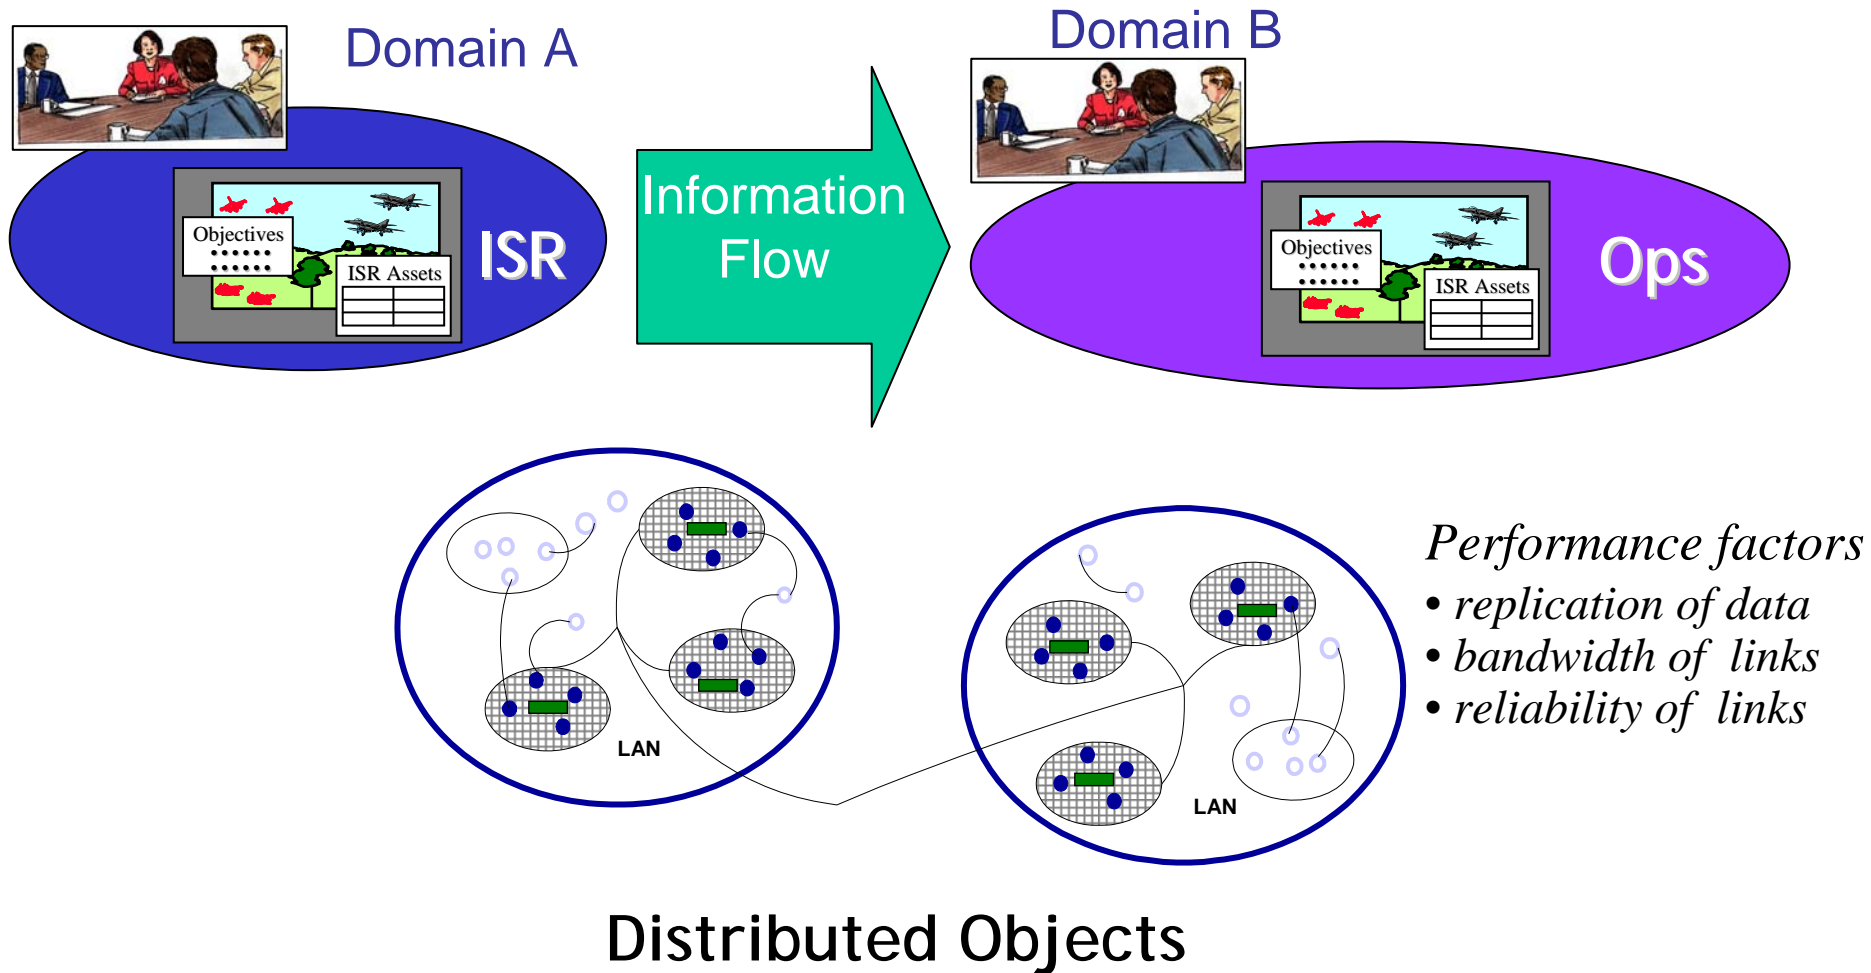 Domain A
Domain B
Objectives
ISR Assets
ISR
Information
Flow
Objectives
ISR Assets
Ops
LAN
LAN
Performance factors
• replication of data
• bandwidth of links
• reliability of links
Distributed Objects